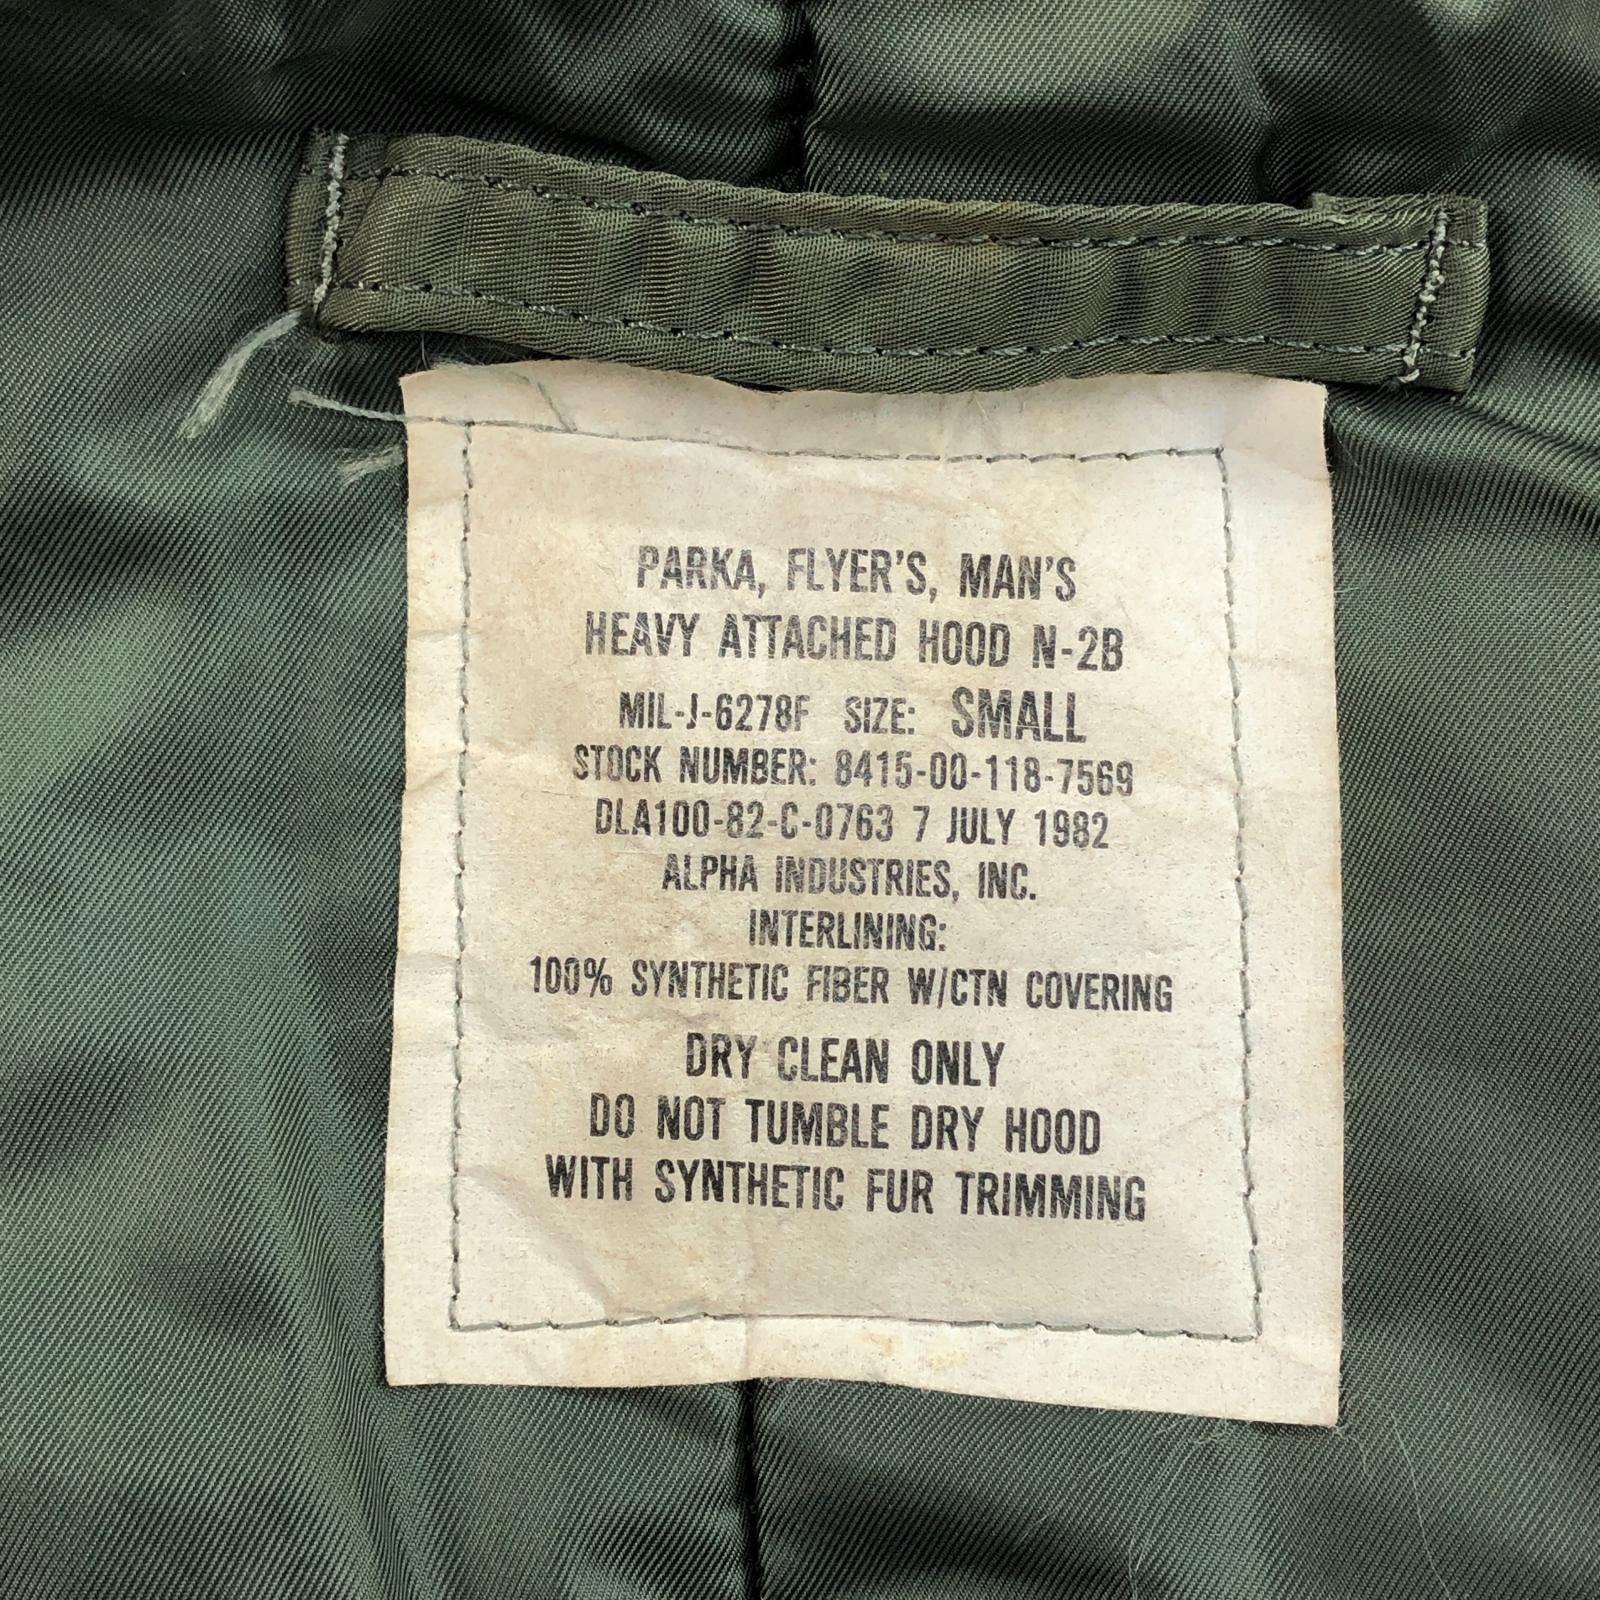 PARKA, FLYER'S, MAN'S
HEAVY ATTACHED HOOD N-2B
MIL-J-6278F SIZE: SMALL
STOCK NUMBER: 8415-00-118-7569
DLA100-82-C-0763 7 JULY 1982
ALPHA INDUSTRIES, INC.
INTERLINING:
100% SYNTHETIC FIBER W/CTN COVERING
DRY CLEAN ONLY
DO NOT TUMBLE DRY HOOD
WITH SYNTHETIC FUR TRIMMING